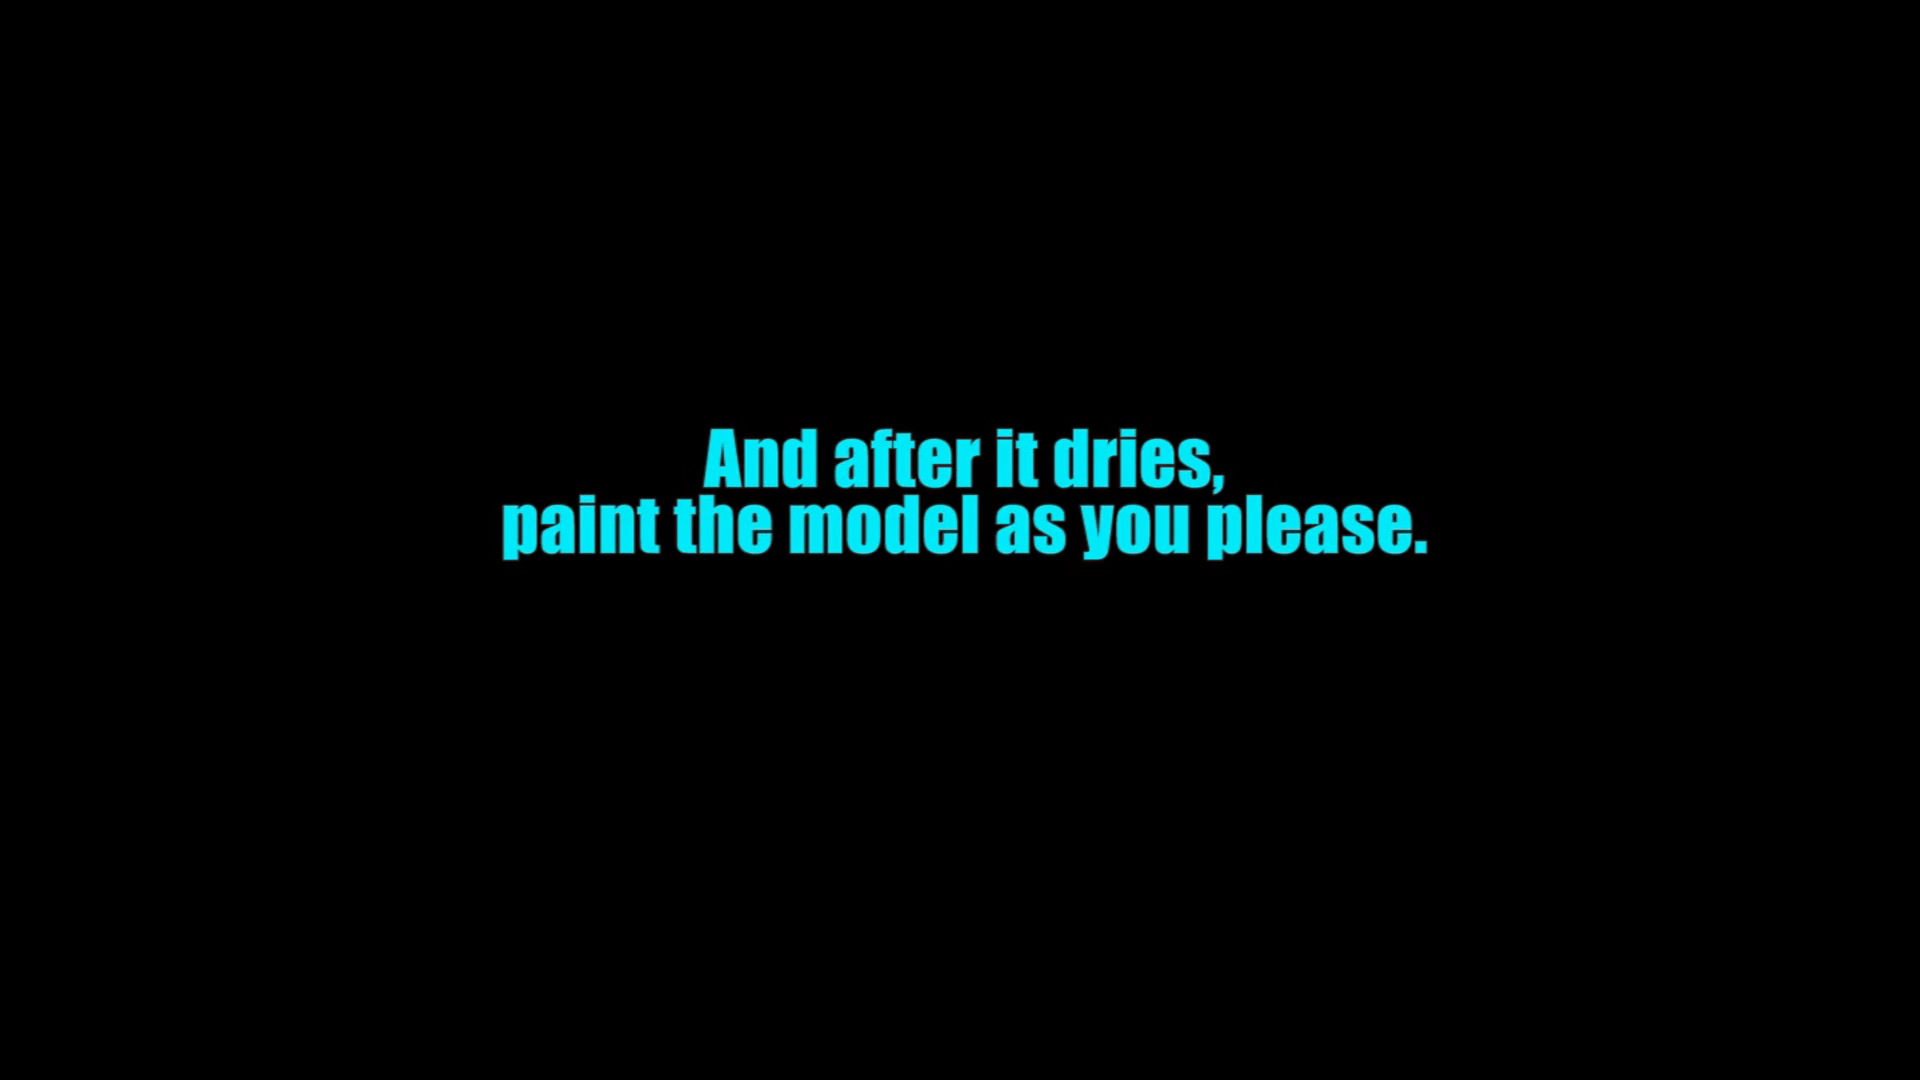 And after it dries,
paint the model as you please.